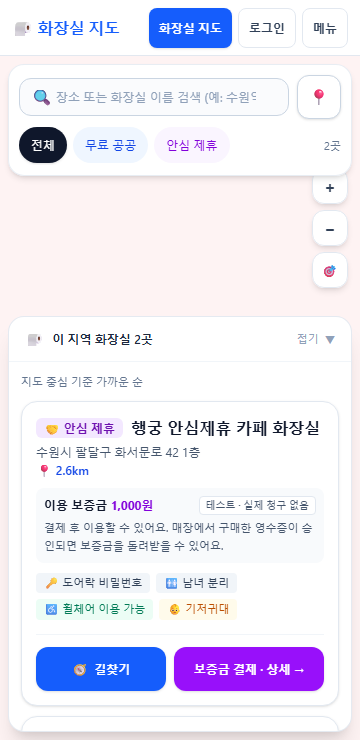 화장실 지도
화장실 지도
로그인
메뉴
장소 또는 화장실 이름 검색 (예: 수원역
전체
무료 공공
안심 제휴
2곳
+
−
이 지역 화장실 2곳
접기 ▼
지도 중심 기준 가까운 순
안심 제휴
행궁 안심제휴 카페 화장실
수원시 팔달구 화서문로 42 1층
2.6km
이용 보증금 1,000원
테스트 · 실제 청구 없음
결제 후 이용할 수 있어요. 매장에서 구매한 영수증이 승
인되면 보증금을 돌려받을 수 있어요.
도어락 비밀번호
남녀 분리
휠체어 이용 가능
기저귀대
길찾기
보증금 결제 · 상세 →